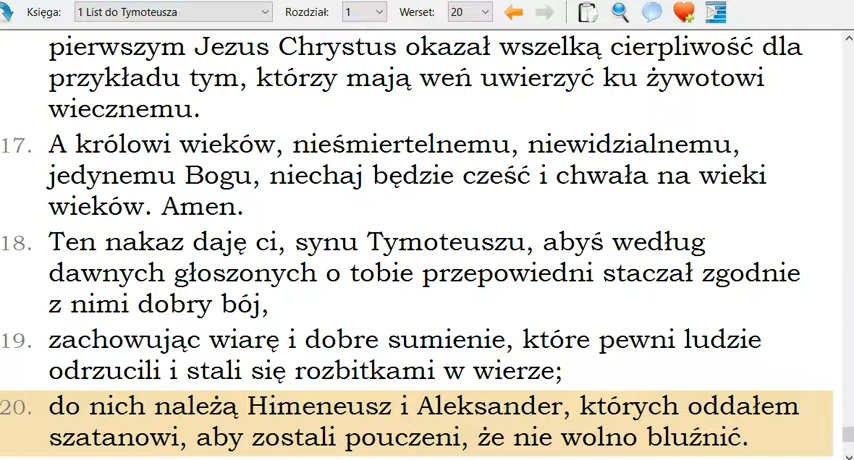 Księga: 1 List do Tymoteusza Rozdział: 1 Werset: 20
pierwszym Jezus Chrystus okazał wszelką cierpliwość dla
przykładu tym, którzy mają weń uwierzyć ku żywotowi
wiecznemu.
17. A królowi wieków, nieśmiertelnemu, niewidzialnemu,
jedynemu Bogu, niechaj będzie cześć i chwała na wieki
wieków. Amen.
18. Ten nakaz daję ci, synu Tymoteuszu, abyś według
dawnych głoszonych o tobie przepowiedni staczał zgodnie
z nimi dobry bój,
19. zachowując wiarę i dobre sumienie, które pewni ludzie
odrzucili i stali się rozbitkami w wierze;
20. do nich należą Himeneusz i Aleksander, których oddałem
szatanowi, aby zostali pouczeni, że nie wolno bluźnić.